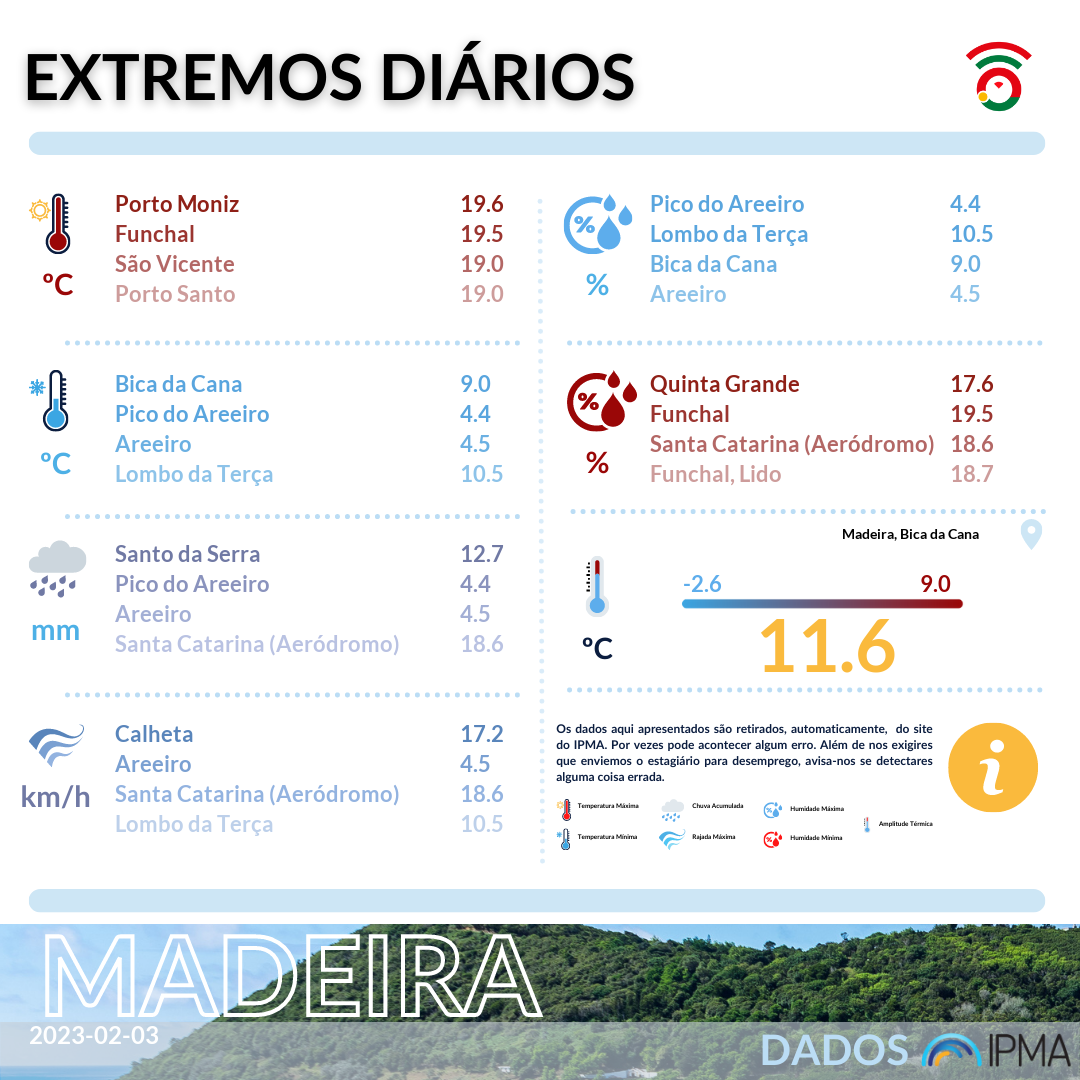 EXTREMOS DIÁRIOS
Porto Moniz 19.6
Funchal 19.5
São Vicente 19.0
Porto Santo 19.0
ºC
Bica da Cana 9.0
Pico do Areeiro 4.4
Areeiro 4.5
Lombo da Terça 10.5
ºC
Santo da Serra 12.7
Pico do Areeiro 4.4
Areeiro 4.5
Santa Catarina (Aeródromo) 18.6
mm
Calheta 17.2
Areeiro 4.5
Santa Catarina (Aeródromo) 18.6
Lombo da Terça 10.5
km/h
%
Pico do Areeiro 4.4
Lombo da Terça 10.5
Bica da Cana 9.0
Areeiro 4.5
%
%
Quinta Grande 17.6
Funchal 19.5
Santa Catarina (Aeródromo) 18.6
Funchal, Lido 18.7
%
Madeira, Bica da Cana
-2.6 9.0
11.6
ºC
Os dados aqui apresentados são retirados, automaticamente, do site
do IPMA. Por vezes pode acontecer algum erro. Além de nos exigires
que enviemos o estagiário para desemprego, avisa-nos se detectares
alguma coisa errada.
i
Temperatura Máxima Chuva Acumulada Humidade Máxima
Amplitude Térmica
Temperatura Mínima Rajada Máxima Humidade Mínima
MADEIRA
2023-02-03
DADOS IPMA